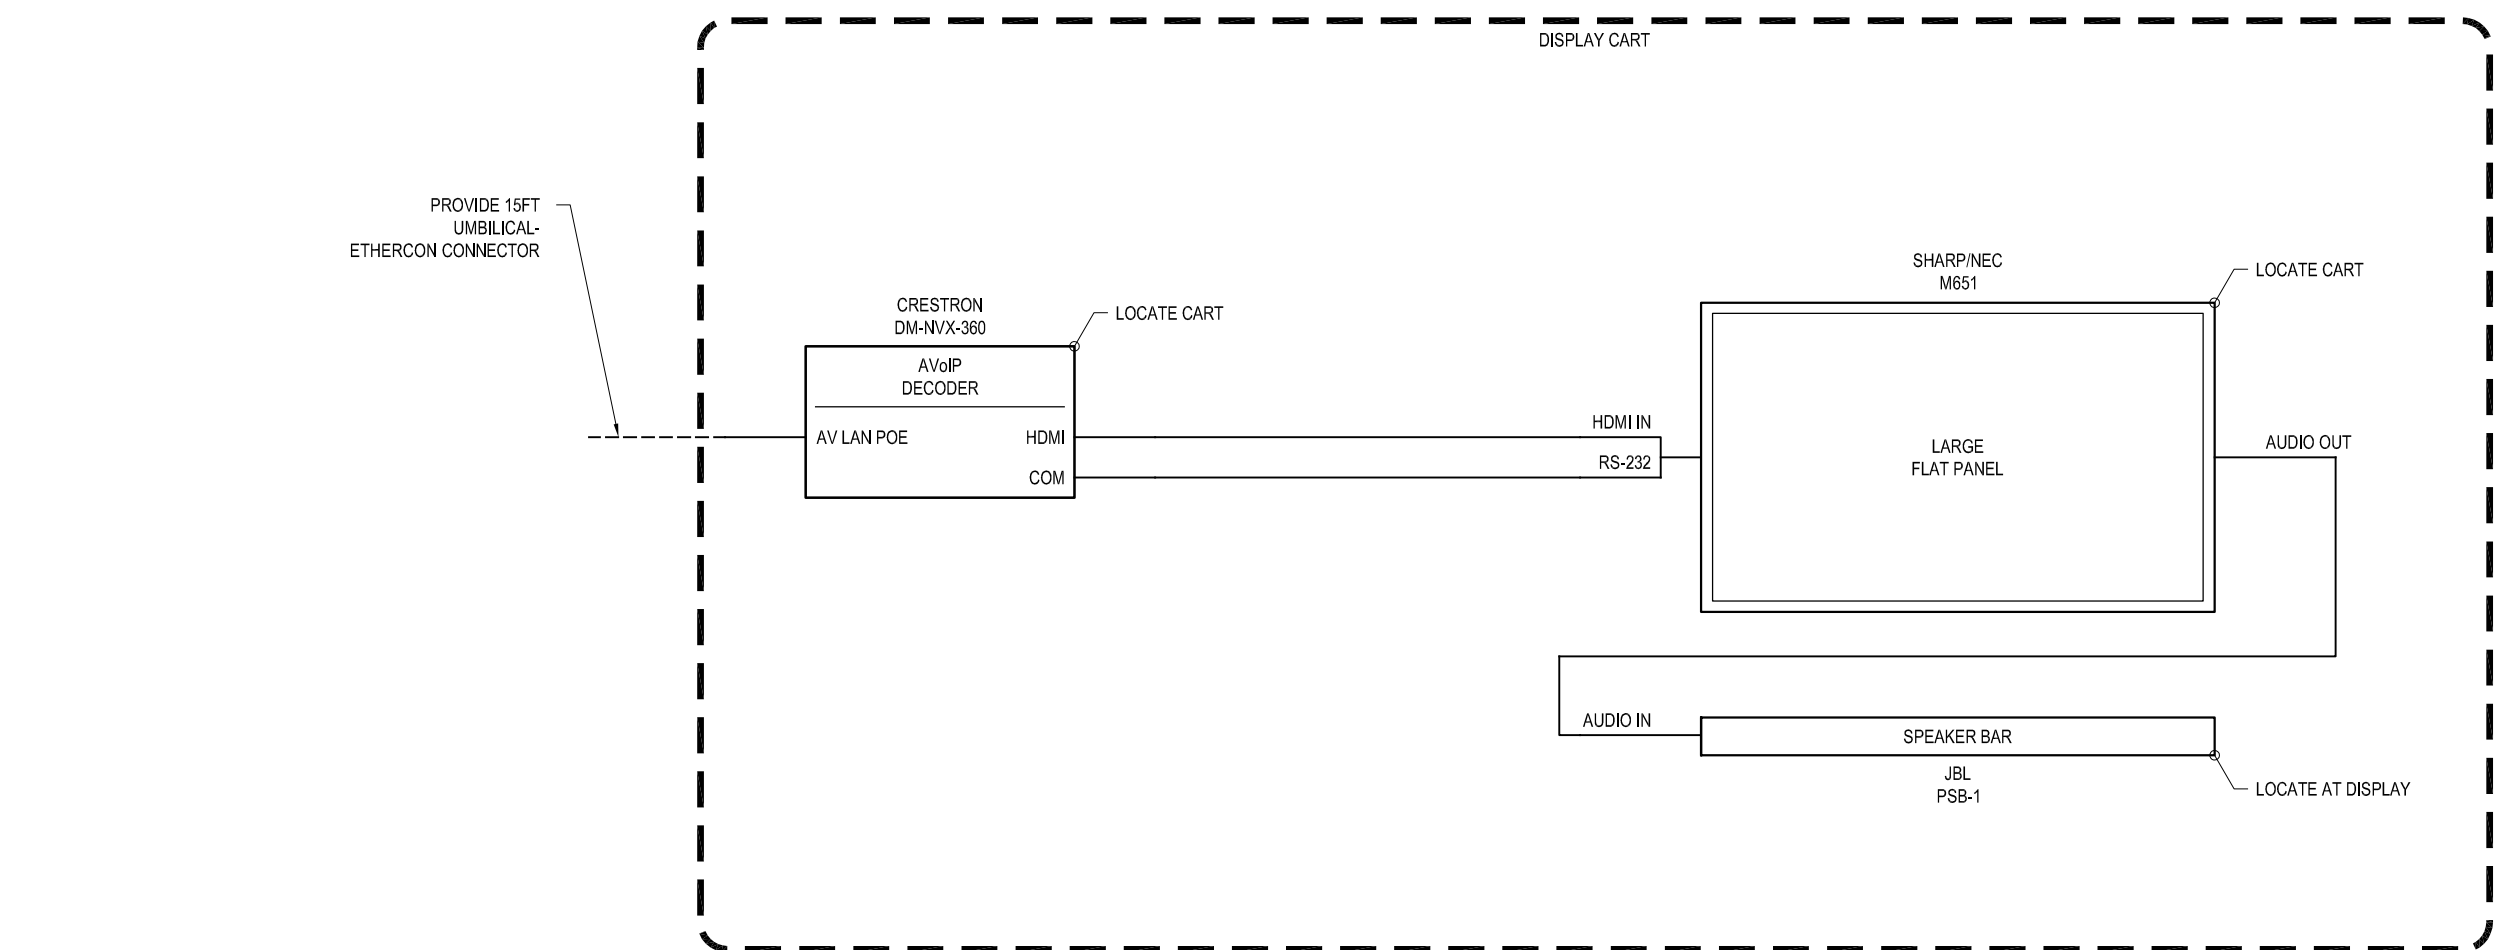 DISPLAY CART
PROVIDE 15FT
UMBILICAL-
ETHERCON CONNECTOR
CRESTRON
DM-NVX-360
LOCATE CART
AVoIP
DECODER
AV LAN POE
HDMI
COM
HDMI IN
RS-232
SHARP/NEC
M651
LOCATE CART
LARGE
FLAT PANEL
AUDIO OUT
AUDIO IN
SPEAKER BAR
JBL
PSB-1
LOCATE AT DISPLAY